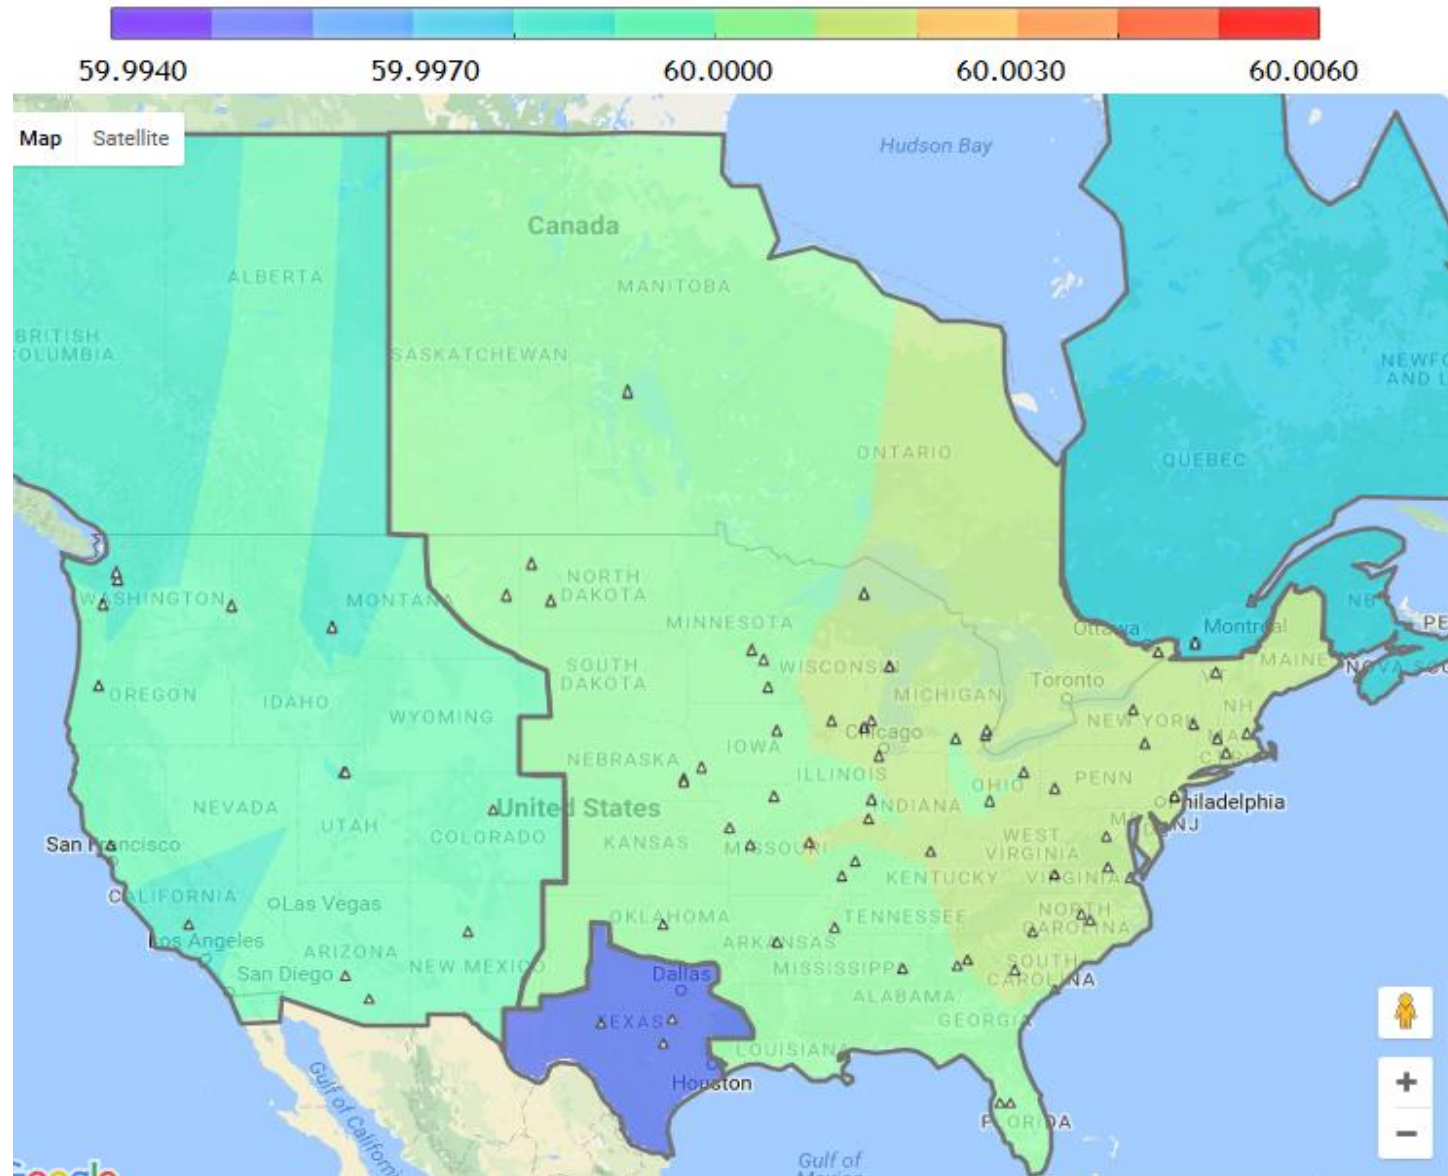 59.9940 59.9970 60.0000 60.0030 60.0060
Map Satellite
Hudson Bay
Canada
ALBERTA
MANITOBA
BRITISH
COLUMBIA
SASKATCHEWAN
ONTARIO
QUEBEC
NEWFO
AND L
WASHINGTON
MONTANA
NORTH
DAKOTA
MINNESOTA
Ottawa
Montreal
NB
PE
OREGON
IDAHO
WYOMING
SOUTH
DAKOTA
WISCONSIN
MICHIGAN
Toronto
VT
MAINE
NOVA SCO
NH
NEW YORK
MA
NEBRASKA
IOWA
Chicago
ILLINOIS
INDIANA
OHIO
PENN
NEVADA
UTAH
COLORADO
United States
KANSAS
MISSOURI
Philadelphia
NJ
WEST
VIRGINIA
San Francisco
CALIFORNIA
Las Vegas
KENTUCKY
VIRGINIA
OKLAHOMA
TENNESSEE
NORTH
CAROLINA
Los Angeles
ARIZONA
NEW MEXICO
ARKANSAS
San Diego
Dallas
MISSISSIPPI
SOUTH
CAROLINA
ALABAMA
TEXAS
GEORGIA
LOUISIANA
Houston
FLORIDA
Gulf of California
Gulf of
Google